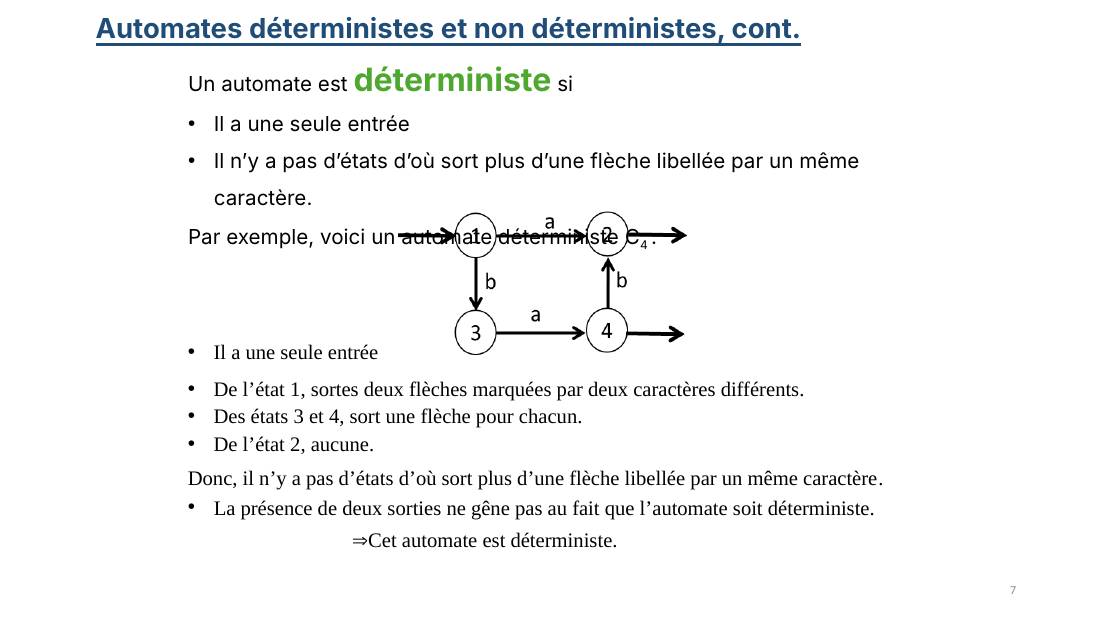 Automates déterministes et non déterministes, cont.
Un automate est déterministe si
• Il a une seule entrée
• Il n’y a pas d’états d’où sort plus d’une flèche libellée par un même
caractère.
Par exemple, voici un automate déterministe C4 :
1 a 2
b b
3 a 4
• Il a une seule entrée
• De l’état 1, sortes deux flèches marquées par deux caractères différents.
• Des états 3 et 4, sort une flèche pour chacun.
• De l’état 2, aucune.
Donc, il n’y a pas d’états d’où sort plus d’une flèche libellée par un même caractère.
• La présence de deux sorties ne gêne pas au fait que l’automate soit déterministe.
⇒Cet automate est déterministe.
7